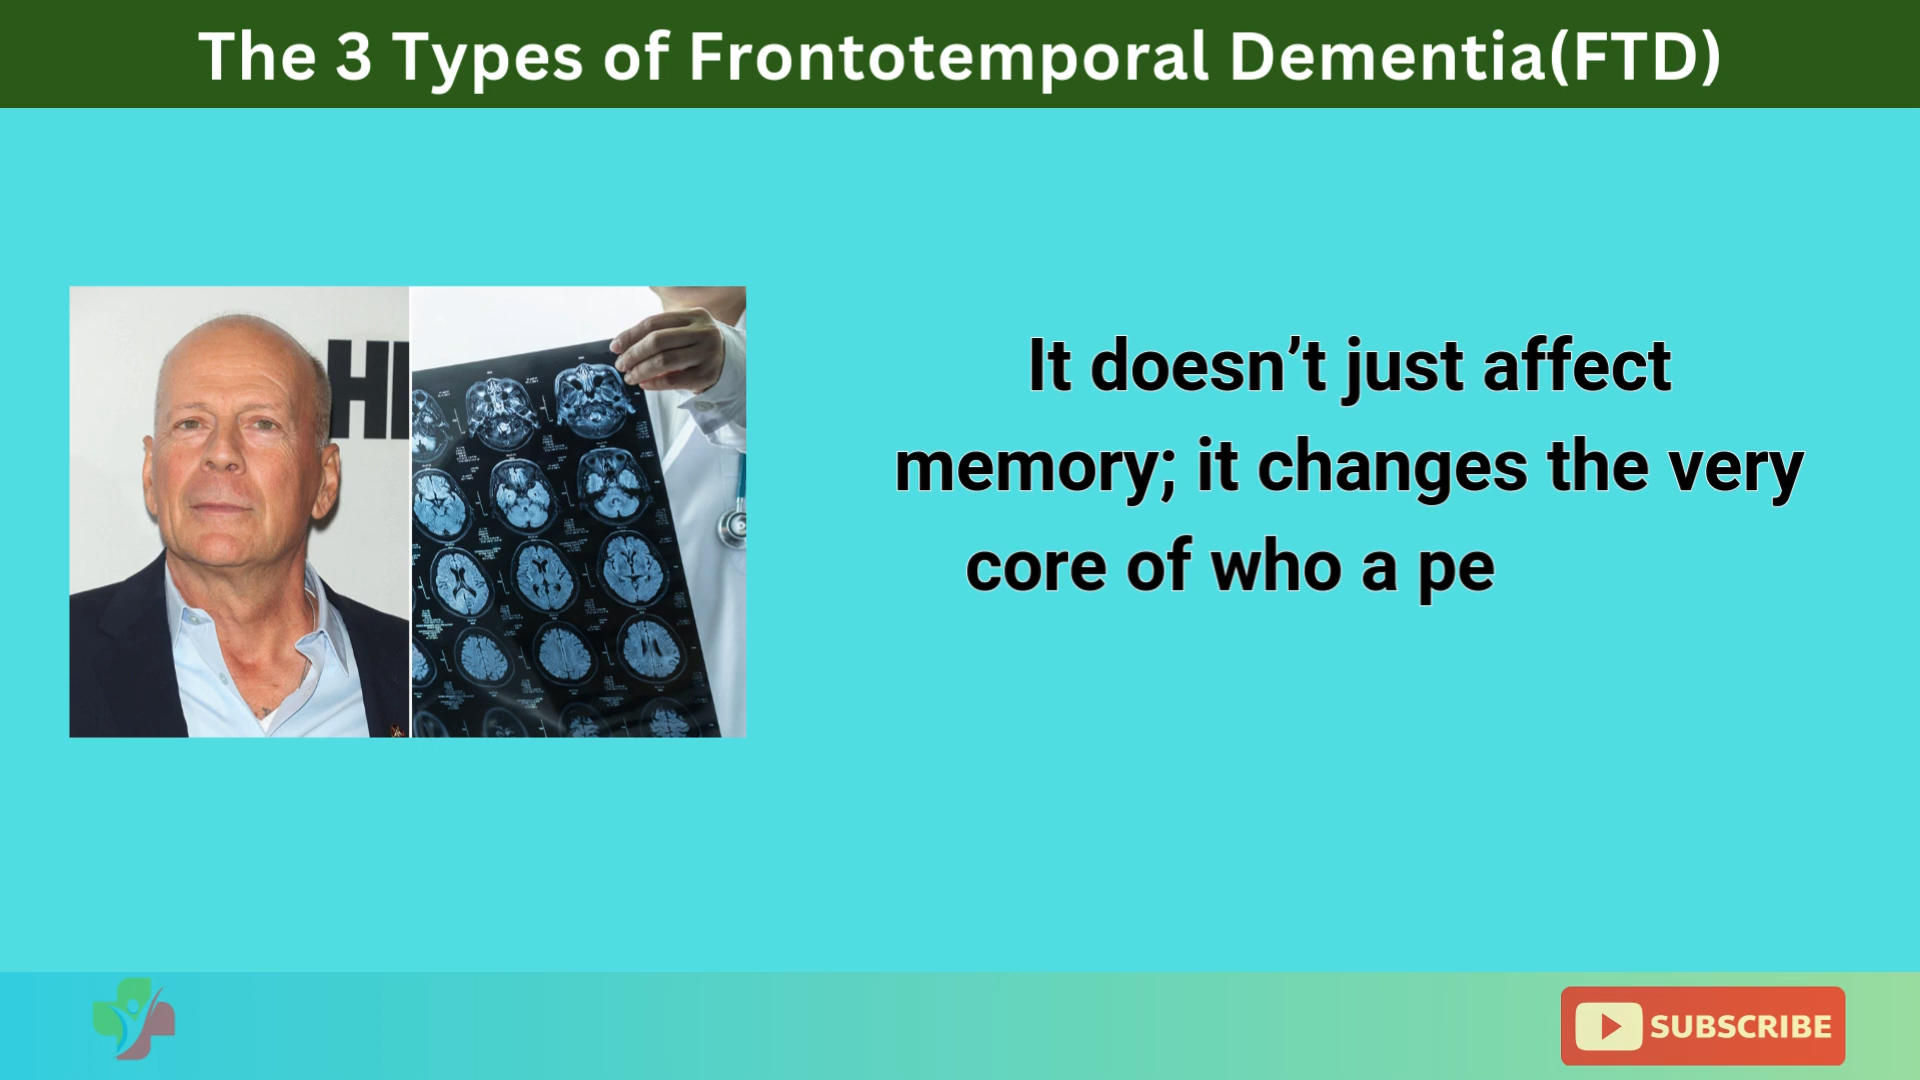 The 3 Types of Frontotemporal Dementia(FTD)
It doesn’t just affect
memory; it changes the very
core of who a pe
SUBSCRIBE